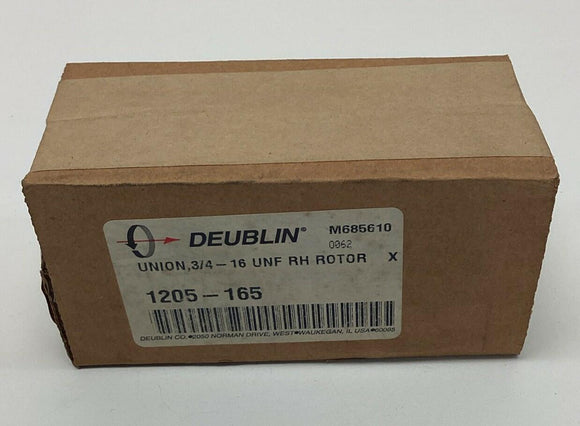 DEUBLIN® M685610
0062
UNION,3/4-16 UNF RH ROTOR X
1205-165
DEUBLIN CO.•2050 NORMAN DRIVE, WEST•WAUKEGAN, IL USA•60085